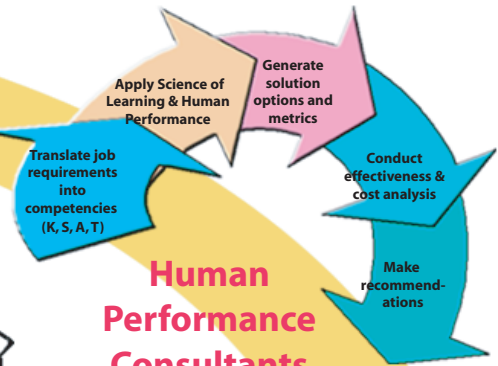 Translate job
requirements
into
competencies
(K, S, A, T)
Apply Science of
Learning & Human
Performance
Generate
solution
options and
metrics
Conduct
effectiveness &
cost analysis
Make
recommend-
ations
Human
Performance
Consultants